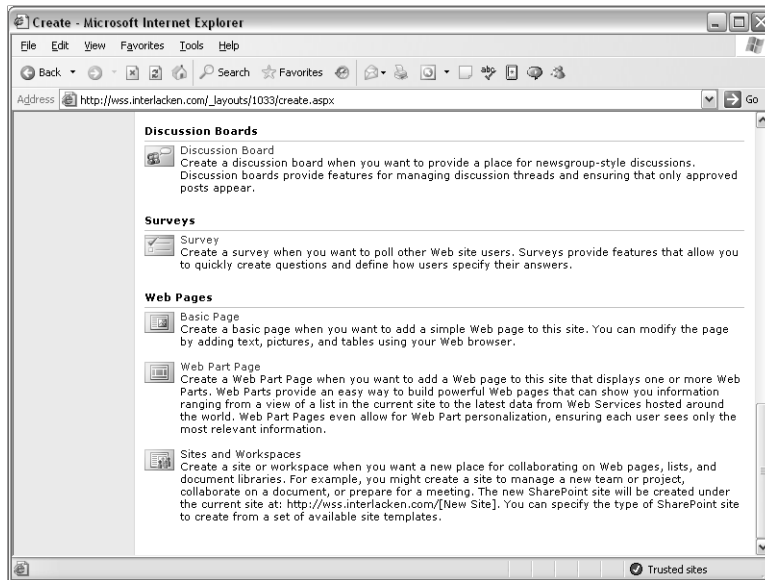 Create - Microsoft Internet Explorer
File Edit View Favorites Tools Help
Back Search Favorites
Address http://wss.interlacken.com/_layouts/1033/create.aspx Go
Discussion Boards
Discussion Board
Create a discussion board when you want to provide a place for newsgroup-style discussions.
Discussion boards provide features for managing discussion threads and ensuring that only approved
posts appear.
Surveys
Survey
Create a survey when you want to poll other Web site users. Surveys provide features that allow you
to quickly create questions and define how users specify their answers.
Web Pages
Basic Page
Create a basic page when you want to add a simple Web page to this site. You can modify the page
by adding text, pictures, and tables using your Web browser.
Web Part Page
Create a Web Part Page when you want to add a Web page to this site that displays one or more Web
Parts. Web Parts provide an easy way to build powerful Web pages that can show you information
ranging from a view of a list in the current site to the latest data from Web Services hosted around
the world. Web Part Pages even allow for Web Part personalization, ensuring each user sees only the
most relevant information.
Sites and Workspaces
Create a site or workspace when you want a new place for collaborating on Web pages, lists, and
document libraries. For example, you might create a site to manage a new team or project,
collaborate on a document, or prepare for a meeting. The new SharePoint site will be created under
the current site at: http://wss.interlacken.com/[New Site]. You can specify the type of SharePoint site
to create from a set of available site templates.
Trusted sites